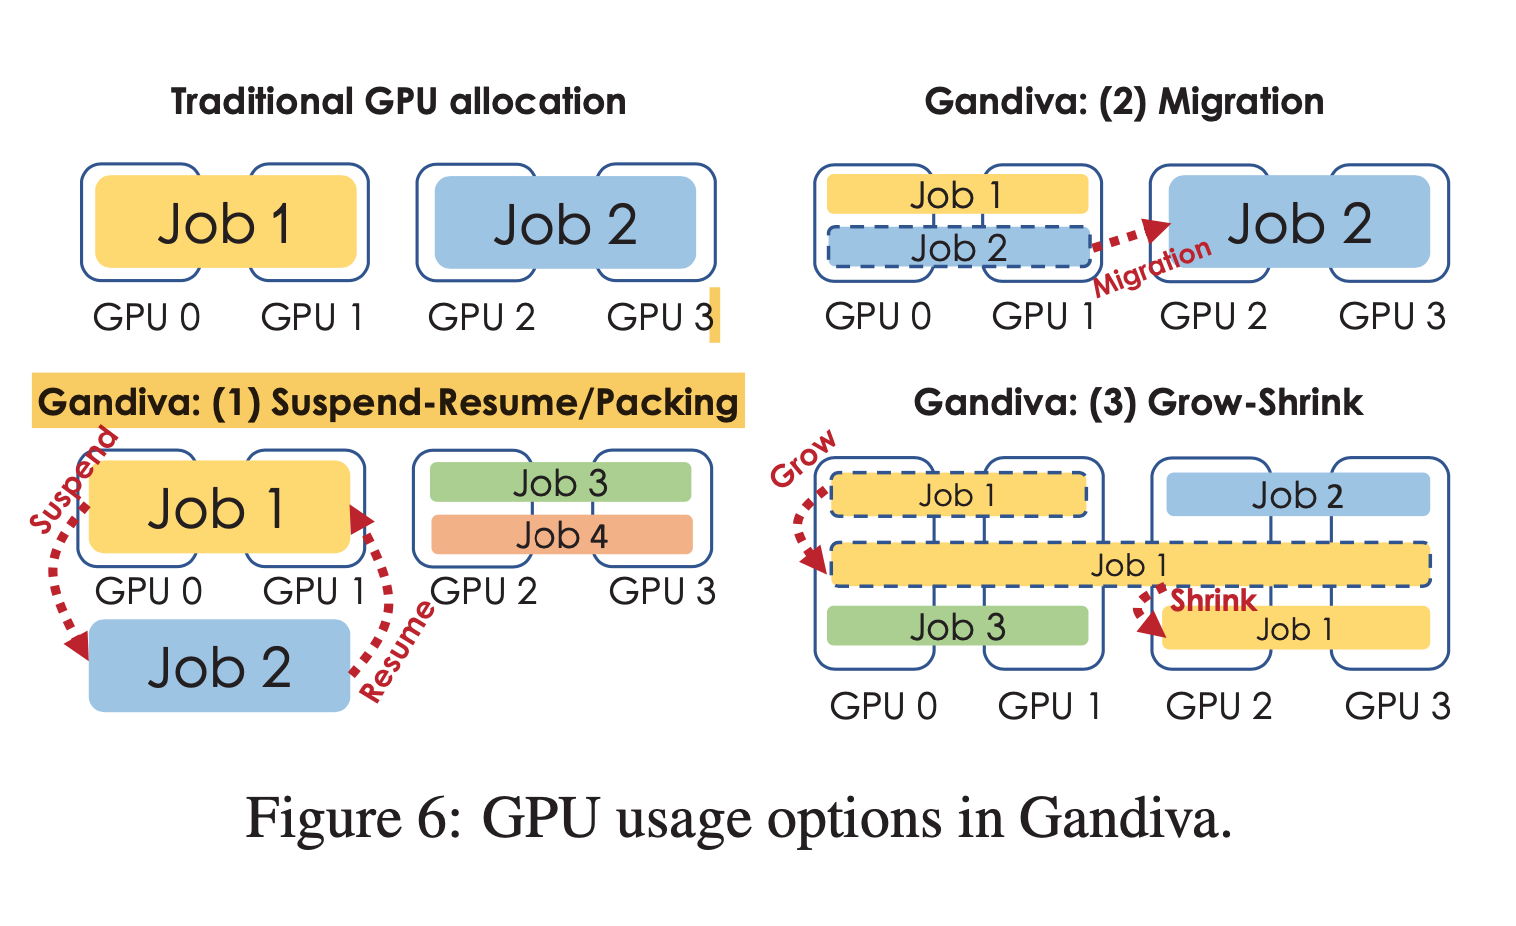 Traditional GPU allocation
Job 1
Job 2
GPU 0
GPU 1
GPU 2
GPU 3
Gandiva: (1) Suspend-Resume/Packing
Suspend
Job 1
Job 3
Job 4
GPU 0
GPU 1
GPU 2
GPU 3
Job 2
Resume
Gandiva: (2) Migration
Job 1
Job 2
Migration
Job 2
GPU 0
GPU 1
GPU 2
GPU 3
Gandiva: (3) Grow-Shrink
Grow
Job 1
Job 2
Job 1
Shrink
Job 3
Job 1
GPU 0
GPU 1
GPU 2
GPU 3
Figure 6: GPU usage options in Gandiva.